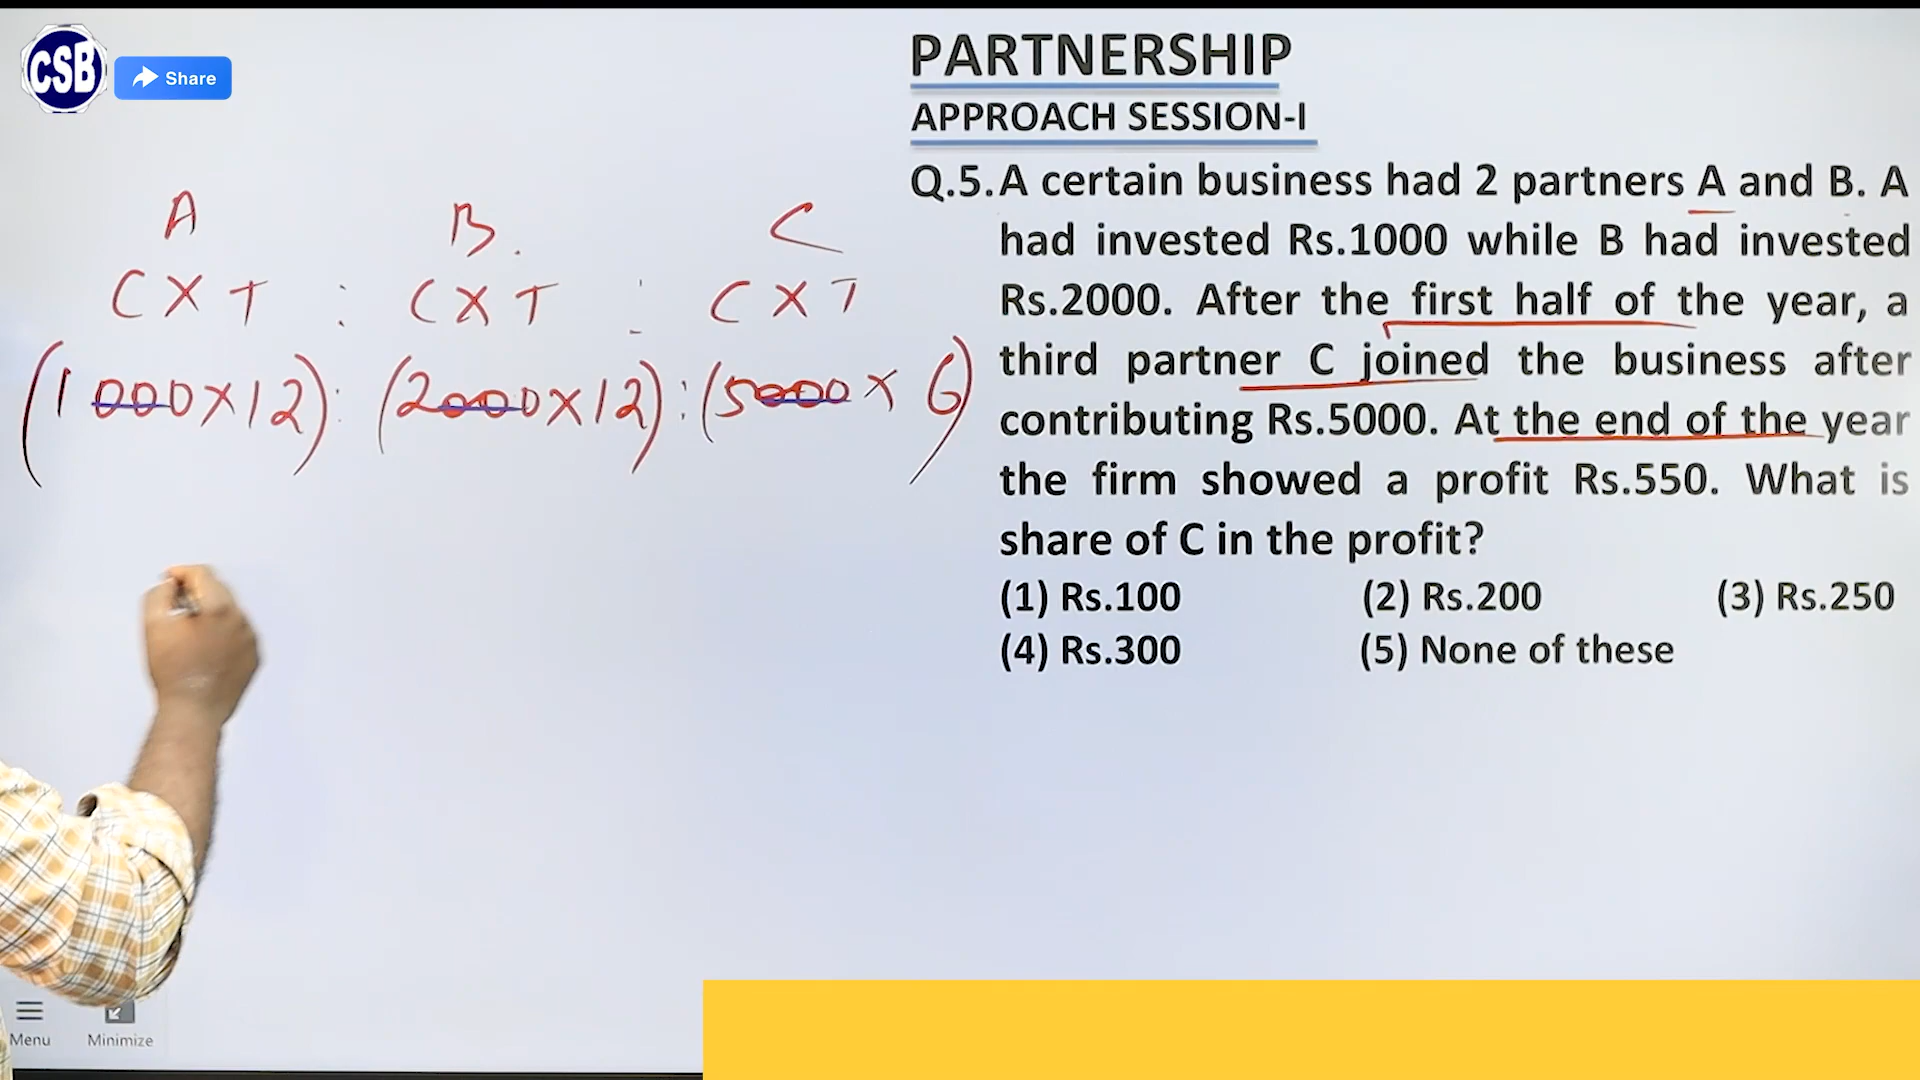 CSB
Share
PARTNERSHIP
APPROACH SESSION-I
Q.5.A certain business had 2 partners A and B. A
had invested Rs.1000 while B had invested
Rs.2000. After the first half of the year, a
third partner C joined the business after
contributing Rs.5000. At the end of the year
the firm showed a profit Rs.550. What is
share of C in the profit?
(1) Rs.100 (2) Rs.200 (3) Rs.250
(4) Rs.300 (5) None of these
A B. C
C X T : C X T : C X T
(1000 X 12) : (2000 X 12) : (5000 X 6)
Menu Minimize